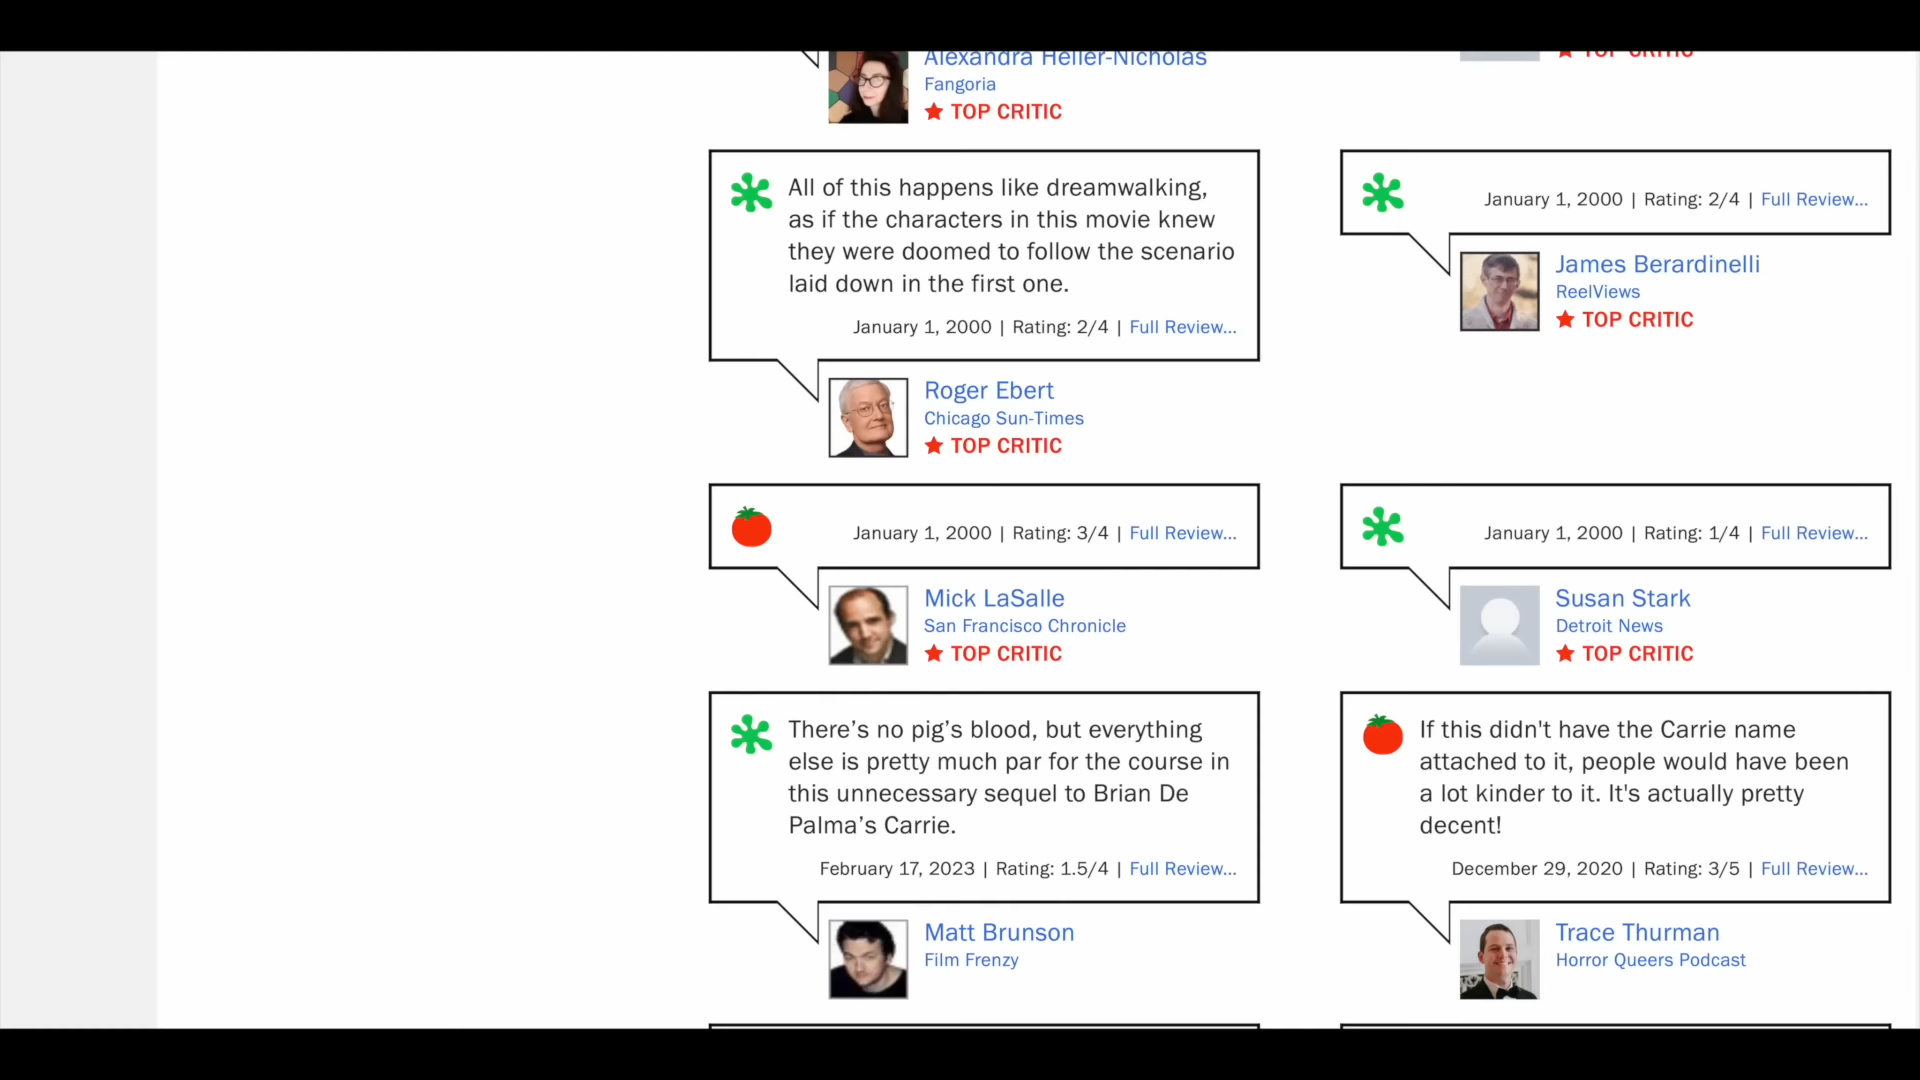 Alexandra Heller-Nicholas
Fangoria
TOP CRITIC
TOP CRITIC
All of this happens like dreamwalking,
as if the characters in this movie knew
they were doomed to follow the scenario
laid down in the first one.
January 1, 2000 | Rating: 2/4 | Full Review...
Roger Ebert
Chicago Sun-Times
TOP CRITIC
January 1, 2000 | Rating: 2/4 | Full Review...
James Berardinelli
ReelViews
TOP CRITIC
January 1, 2000 | Rating: 3/4 | Full Review...
Mick LaSalle
San Francisco Chronicle
TOP CRITIC
January 1, 2000 | Rating: 1/4 | Full Review...
Susan Stark
Detroit News
TOP CRITIC
There’s no pig’s blood, but everything
else is pretty much par for the course in
this unnecessary sequel to Brian De
Palma’s Carrie.
February 17, 2023 | Rating: 1.5/4 | Full Review...
Matt Brunson
Film Frenzy
If this didn't have the Carrie name
attached to it, people would have been
a lot kinder to it. It's actually pretty
decent!
December 29, 2020 | Rating: 3/5 | Full Review...
Trace Thurman
Horror Queers Podcast